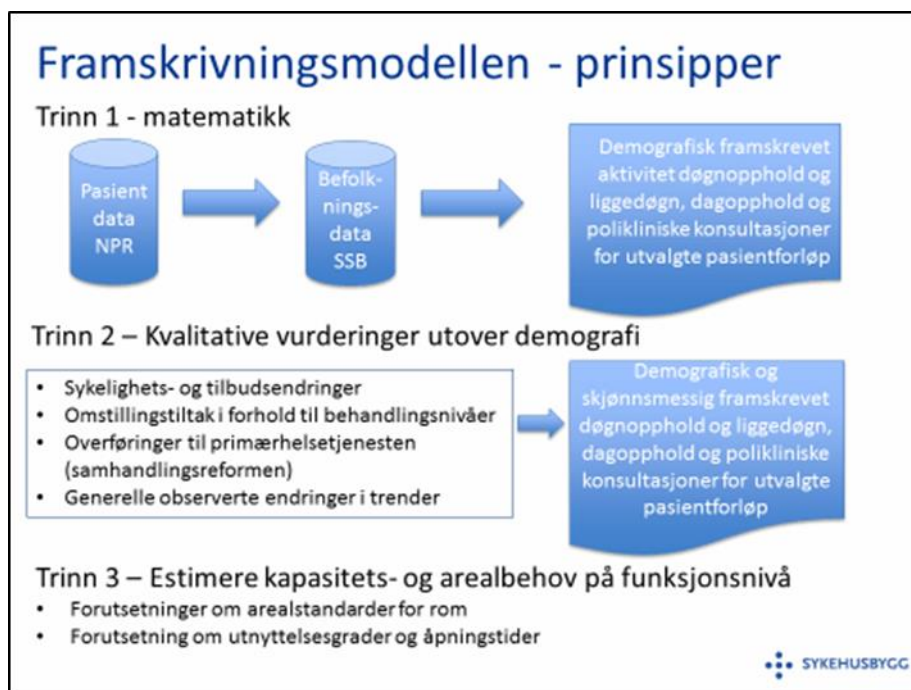 Framskrivningsmodellen - prinsipper
Trinn 1 - matematikk
Pasient
data
NPR
Befolk-
nings-
data
SSB
Demografisk framskrevet
aktivitet døgnopphold og
liggedøgn, dagopphold og
polikliniske konsultasjoner
for utvalgte pasientforløp
Trinn 2 – Kvalitative vurderinger utover demografi
• Sykelighets- og tilbudsendringer
• Omstillingstiltak i forhold til behandlingsnivåer
• Overføringer til primærhelsetjenesten
(samhandlingsreformen)
• Generelle observerte endringer i trender
Demografisk og
skjønnsmessig framskrevet
døgnopphold og liggedøgn,
dagopphold og polikliniske
konsultasjoner for utvalgte
pasientforløp
Trinn 3 – Estimere kapasitets- og arealbehov på funksjonsnivå
• Forutsetninger om arealstandarder for rom
• Forutsetning om utnyttelsesgrader og åpningstider
SYKEHUSBYGG